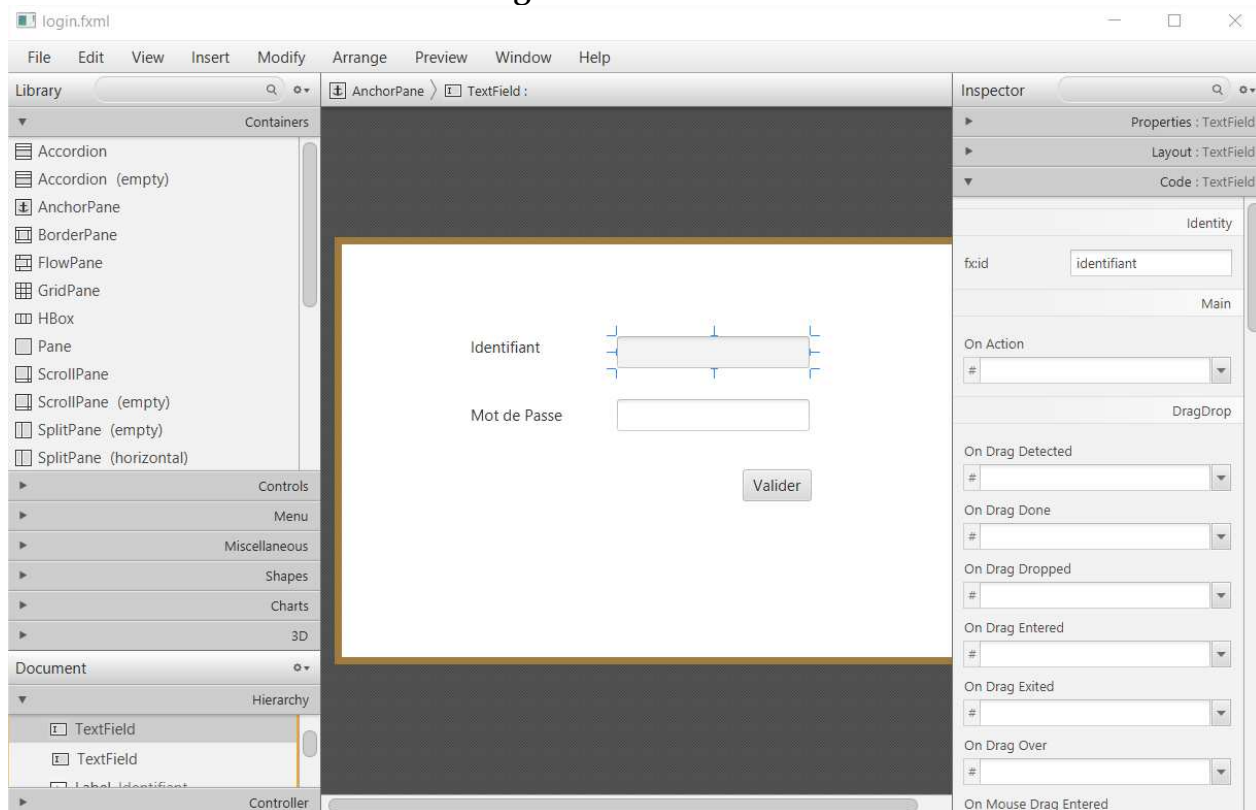 login.fxml
File Edit View Insert Modify Arrange Preview Window Help
Library
AnchorPane TextField :
Inspector
Containers
Accordion
Accordion (empty)
AnchorPane
BorderPane
FlowPane
GridPane
HBox
Pane
ScrollPane
ScrollPane (empty)
SplitPane (empty)
SplitPane (horizontal)
Controls
Menu
Miscellaneous
Shapes
Charts
3D
Document
Hierarchy
TextField
TextField
Label Identifiant
Controller
Identifiant
Mot de Passe
Valider
Properties : TextField
Layout : TextField
Code : TextField
Identity
fx:id identifiant
Main
On Action
#
DragDrop
On Drag Detected
#
On Drag Done
#
On Drag Dropped
#
On Drag Entered
#
On Drag Exited
#
On Drag Over
#
On Mouse Drag Entered